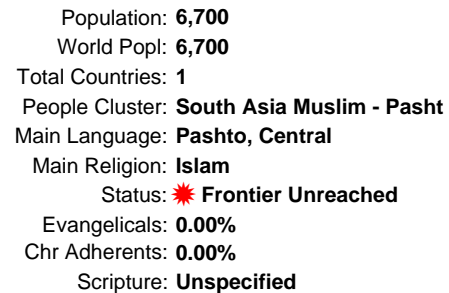 Population: 6,700
World Popl: 6,700
Total Countries: 1
People Cluster: South Asia Muslim - Pasht
Main Language: Pashto, Central
Main Religion: Islam
Status: Frontier Unreached
Evangelicals: 0.00%
Chr Adherents: 0.00%
Scripture: Unspecified